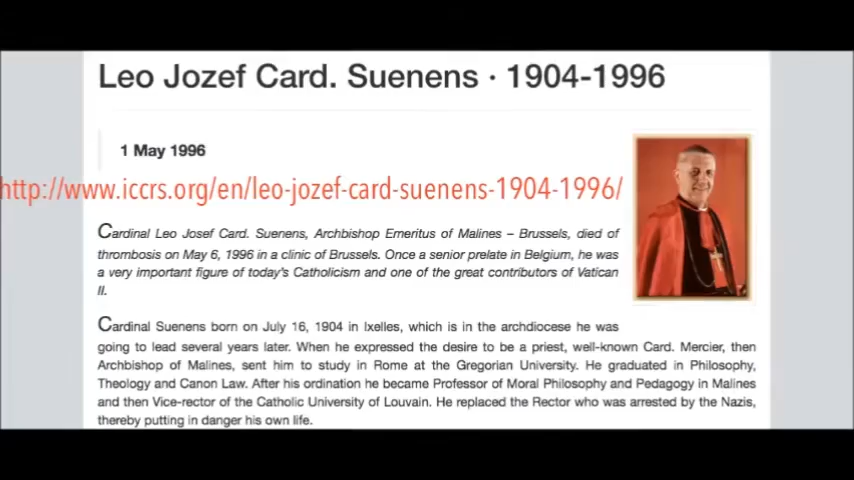 Leo Jozef Card. Suenens · 1904-1996
1 May 1996
http://www.iccrs.org/en/leo-jozef-card-suenens-1904-1996/
Cardinal Leo Josef Card. Suenens, Archbishop Emeritus of Malines – Brussels, died of
thrombosis on May 6, 1996 in a clinic of Brussels. Once a senior prelate in Belgium, he was
a very important figure of today's Catholicism and one of the great contributors of Vatican
II.
Cardinal Suenens born on July 16, 1904 in Ixelles, which is in the archdiocese he was
going to lead several years later. When he expressed the desire to be a priest, well-known Card. Mercier, then
Archbishop of Malines, sent him to study in Rome at the Gregorian University. He graduated in Philosophy,
Theology and Canon Law. After his ordination he became Professor of Moral Philosophy and Pedagogy in Malines
and then Vice-rector of the Catholic University of Louvain. He replaced the Rector who was arrested by the Nazis,
thereby putting in danger his own life.